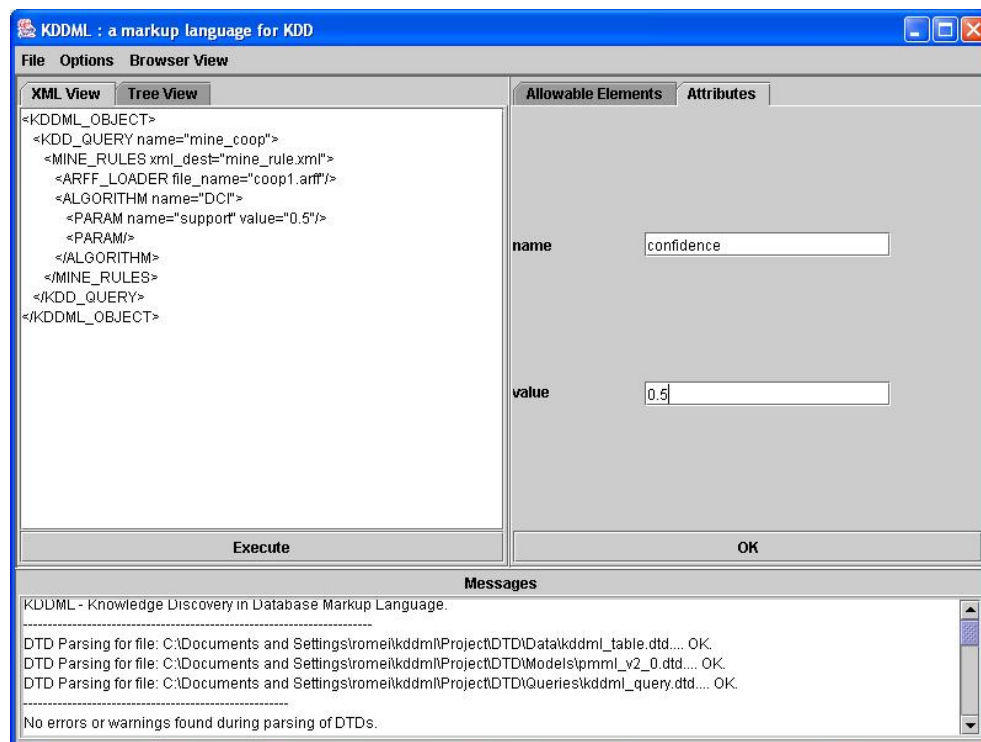 KDDML : a markup language for KDD
File Options Browser View
XML View Tree View
<KDDML_OBJECT>
<KDD_QUERY name="mine_coop">
<MINE_RULES xml_dest="mine_rule.xml">
<ARFF_LOADER file_name="coop1.arff"/>
<ALGORITHM name="DCI">
<PARAM name="support" value="0.5"/>
<PARAM/>
</ALGORITHM>
</MINE_RULES>
</KDD_QUERY>
</KDDML_OBJECT>
Execute
Allowable Elements Attributes
name confidence
value 0.5
OK
Messages
KDDML - Knowledge Discovery in Database Markup Language.
--------------------------------------------------------------------------------
DTD Parsing for file: C:\Documents and Settings\romei\kddml\Project\DTD\Data\kddml_table.dtd.... OK.
DTD Parsing for file: C:\Documents and Settings\romei\kddml\Project\DTD\Models\pmml_v2_0.dtd.... OK.
DTD Parsing for file: C:\Documents and Settings\romei\kddml\Project\DTD\Queries\kddml_query.dtd.... OK.
------------------------------------------------------------
No errors or warnings found during parsing of DTDs.